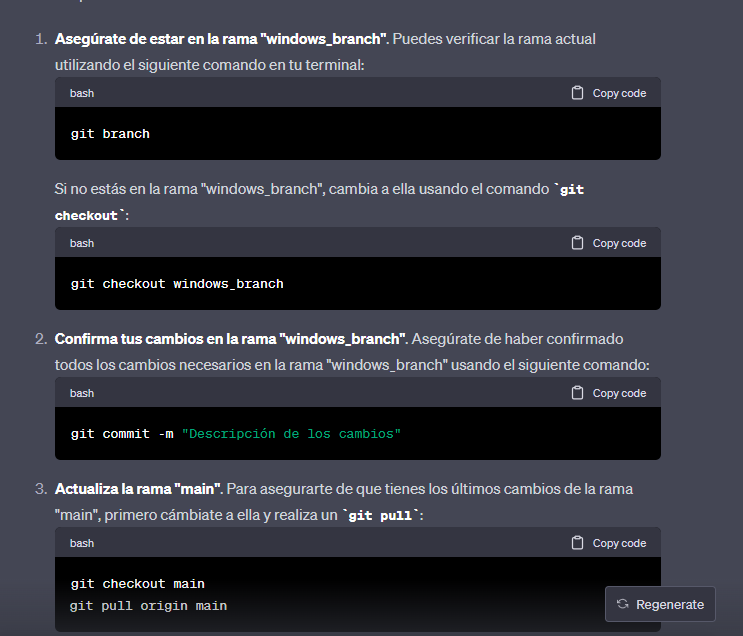 1. Asegúrate de estar en la rama "windows_branch". Puedes verificar la rama actual
utilizando el siguiente comando en tu terminal:
bash Copy code
git branch
Si no estás en la rama "windows_branch", cambia a ella usando el comando `git
checkout`:
bash Copy code
git checkout windows_branch
2. Confirma tus cambios en la rama "windows_branch". Asegúrate de haber confirmado
todos los cambios necesarios en la rama "windows_branch" usando el siguiente comando:
bash Copy code
git commit -m "Descripción de los cambios"
3. Actualiza la rama "main". Para asegurarte de que tienes los últimos cambios de la rama
"main", primero cámbiate a ella y realiza un `git pull`:
bash Copy code
git checkout main
git pull origin main
Regenerate